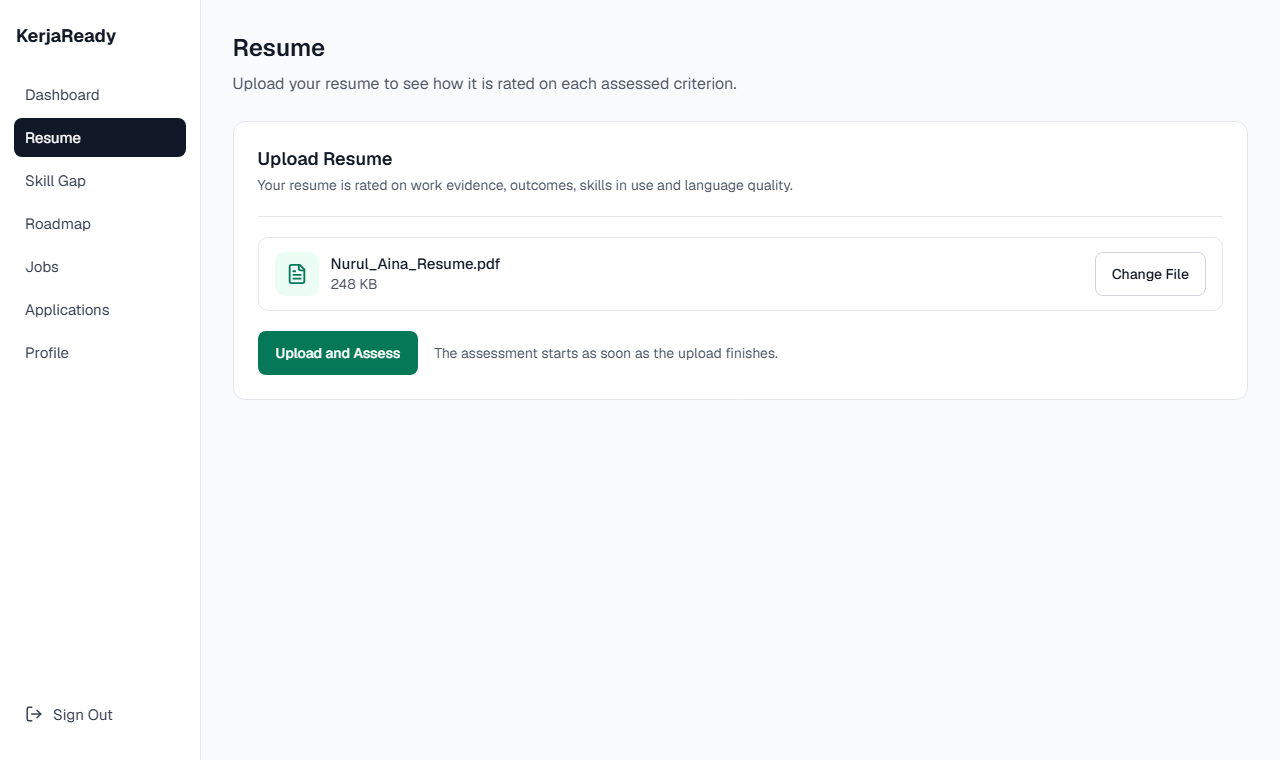 KerjaReady
Dashboard
Resume
Skill Gap
Roadmap
Jobs
Applications
Profile
Sign Out
Resume
Upload your resume to see how it is rated on each assessed criterion.
Upload Resume
Your resume is rated on work evidence, outcomes, skills in use and language quality.
Nurul_Aina_Resume.pdf
248 KB
Change File
Upload and Assess
The assessment starts as soon as the upload finishes.